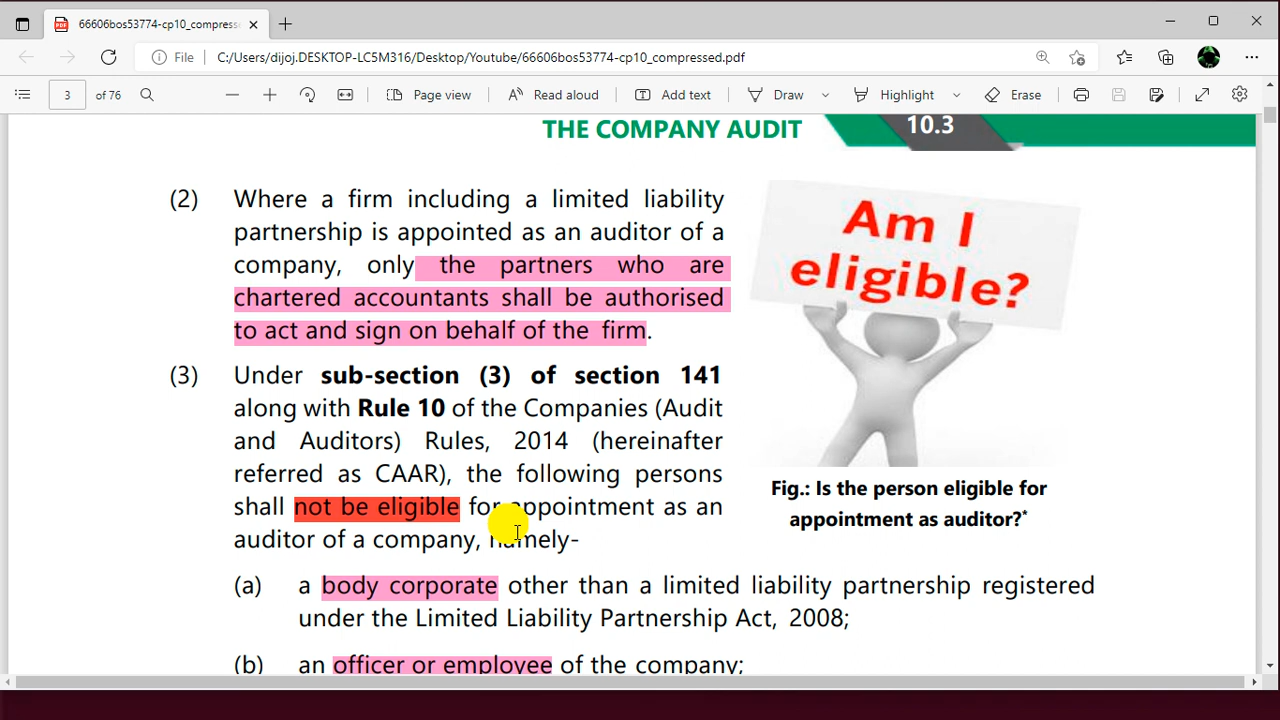 66606bos53774-cp10_compresse
File
C:/Users/dijoj.DESKTOP-LC5M316/Desktop/Youtube/66606bos53774-cp10_compressed.pdf
3 of 76
Page view
Read aloud
Add text
Draw
Highlight
Erase
THE COMPANY AUDIT
10.3
(2) Where a firm including a limited liability
partnership is appointed as an auditor of a
company, only the partners who are
chartered accountants shall be authorised
to act and sign on behalf of the firm.
Am I
eligible?
(3) Under sub-section (3) of section 141
along with Rule 10 of the Companies (Audit
and Auditors) Rules, 2014 (hereinafter
referred as CAAR), the following persons
shall not be eligible for appointment as an
auditor of a company, namely-
Fig.: Is the person eligible for
appointment as auditor?*
(a) a body corporate other than a limited liability partnership registered
under the Limited Liability Partnership Act, 2008;
(b) an officer or employee of the company;